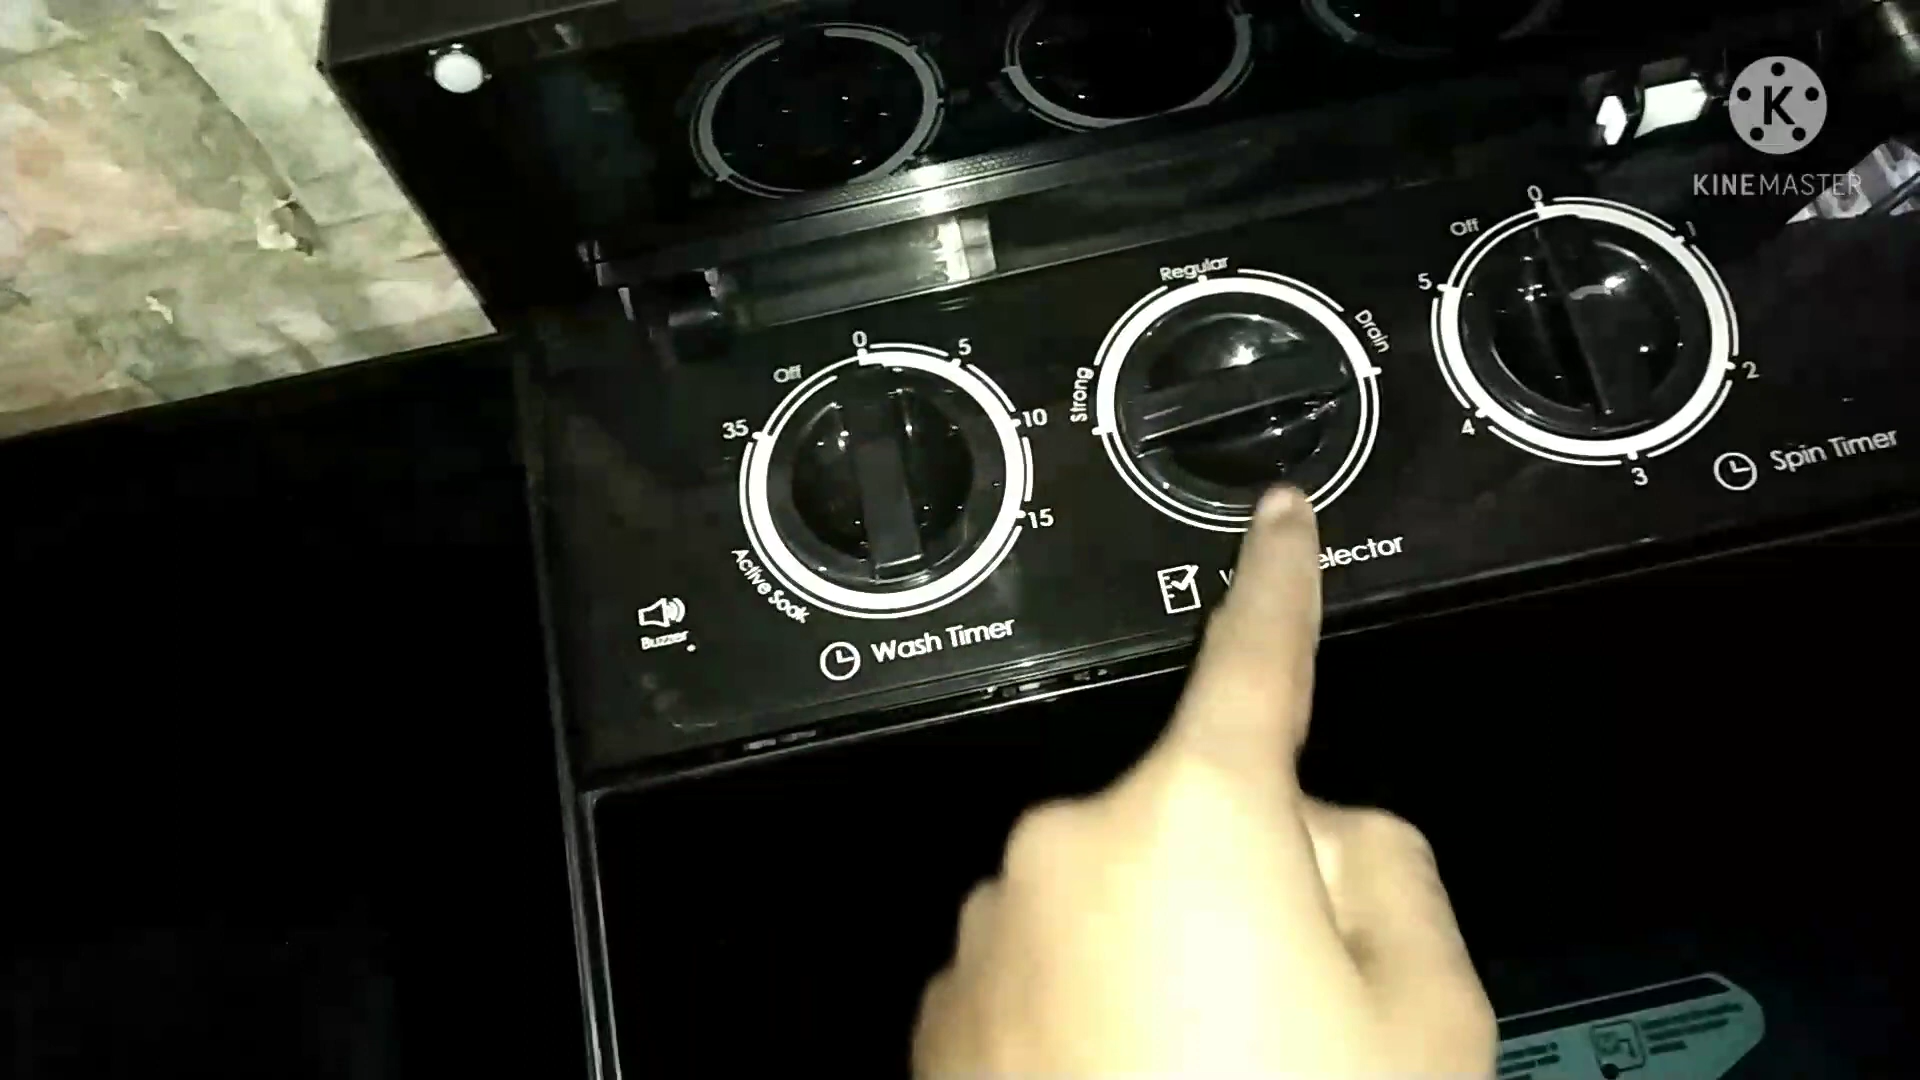 KINEMASTER
0
Off
1
Regular
5
Drain
2
4
3
Spin Timer
0
5
Off
Strong
35
10
15
elector
Active Soak
Buzzer
Wash Timer